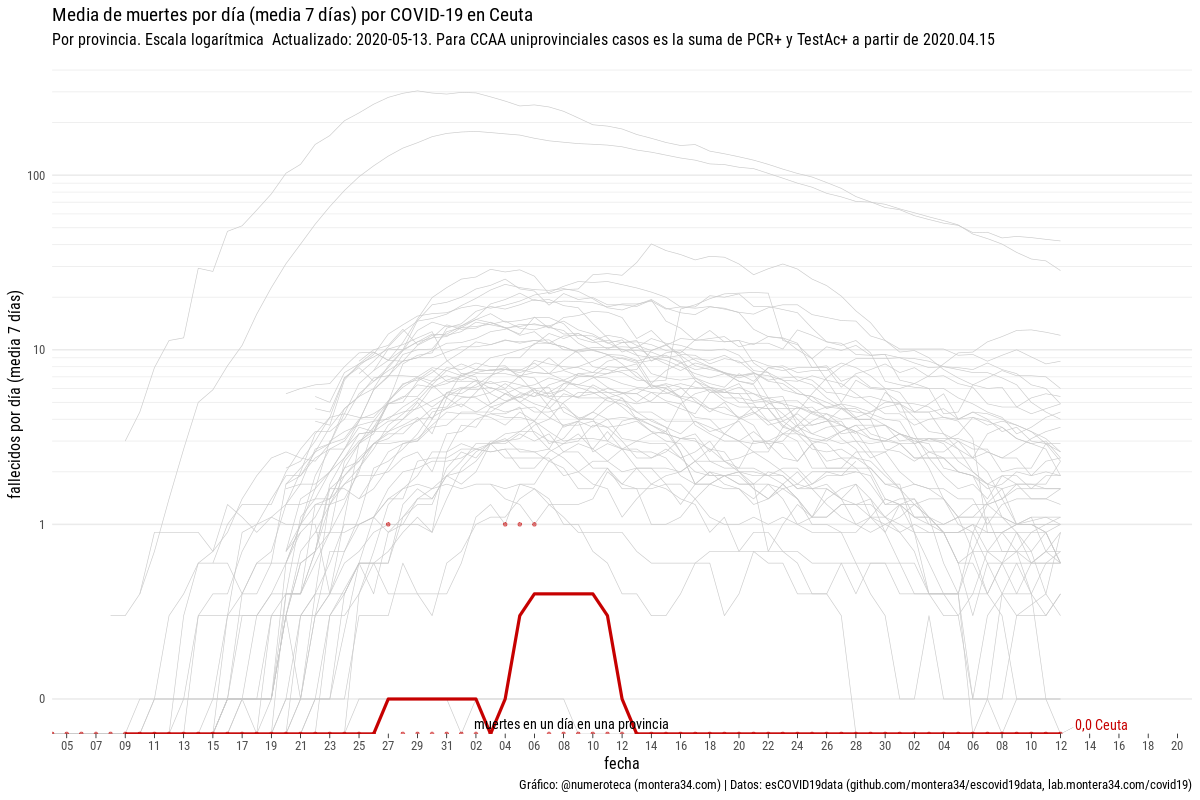 Media de muertes por día (media 7 días) por COVID-19 en Ceuta
Por provincia. Escala logarítmica  Actualizado: 2020-05-13. Para CCAA uniprovinciales casos es la suma de PCR+ y TestAc+ a partir de 2020.04.15
fallecidos por día (media  7 días)
100
10
1
0
muertes en un día en una provincia
0,0 Ceuta
05 07 09 11 13 15 17 19 21 23 25 27 29 31 02 04 06 08 10 12 14 16 18 20 22 24 26 28 30 02 04 06 08 10 12 14 16 18 20
fecha
Gráfico: @numeroteca (montera34.com) | Datos: esCOVID19data (github.com/montera34/escovid19data, lab.montera34.com/covid19)